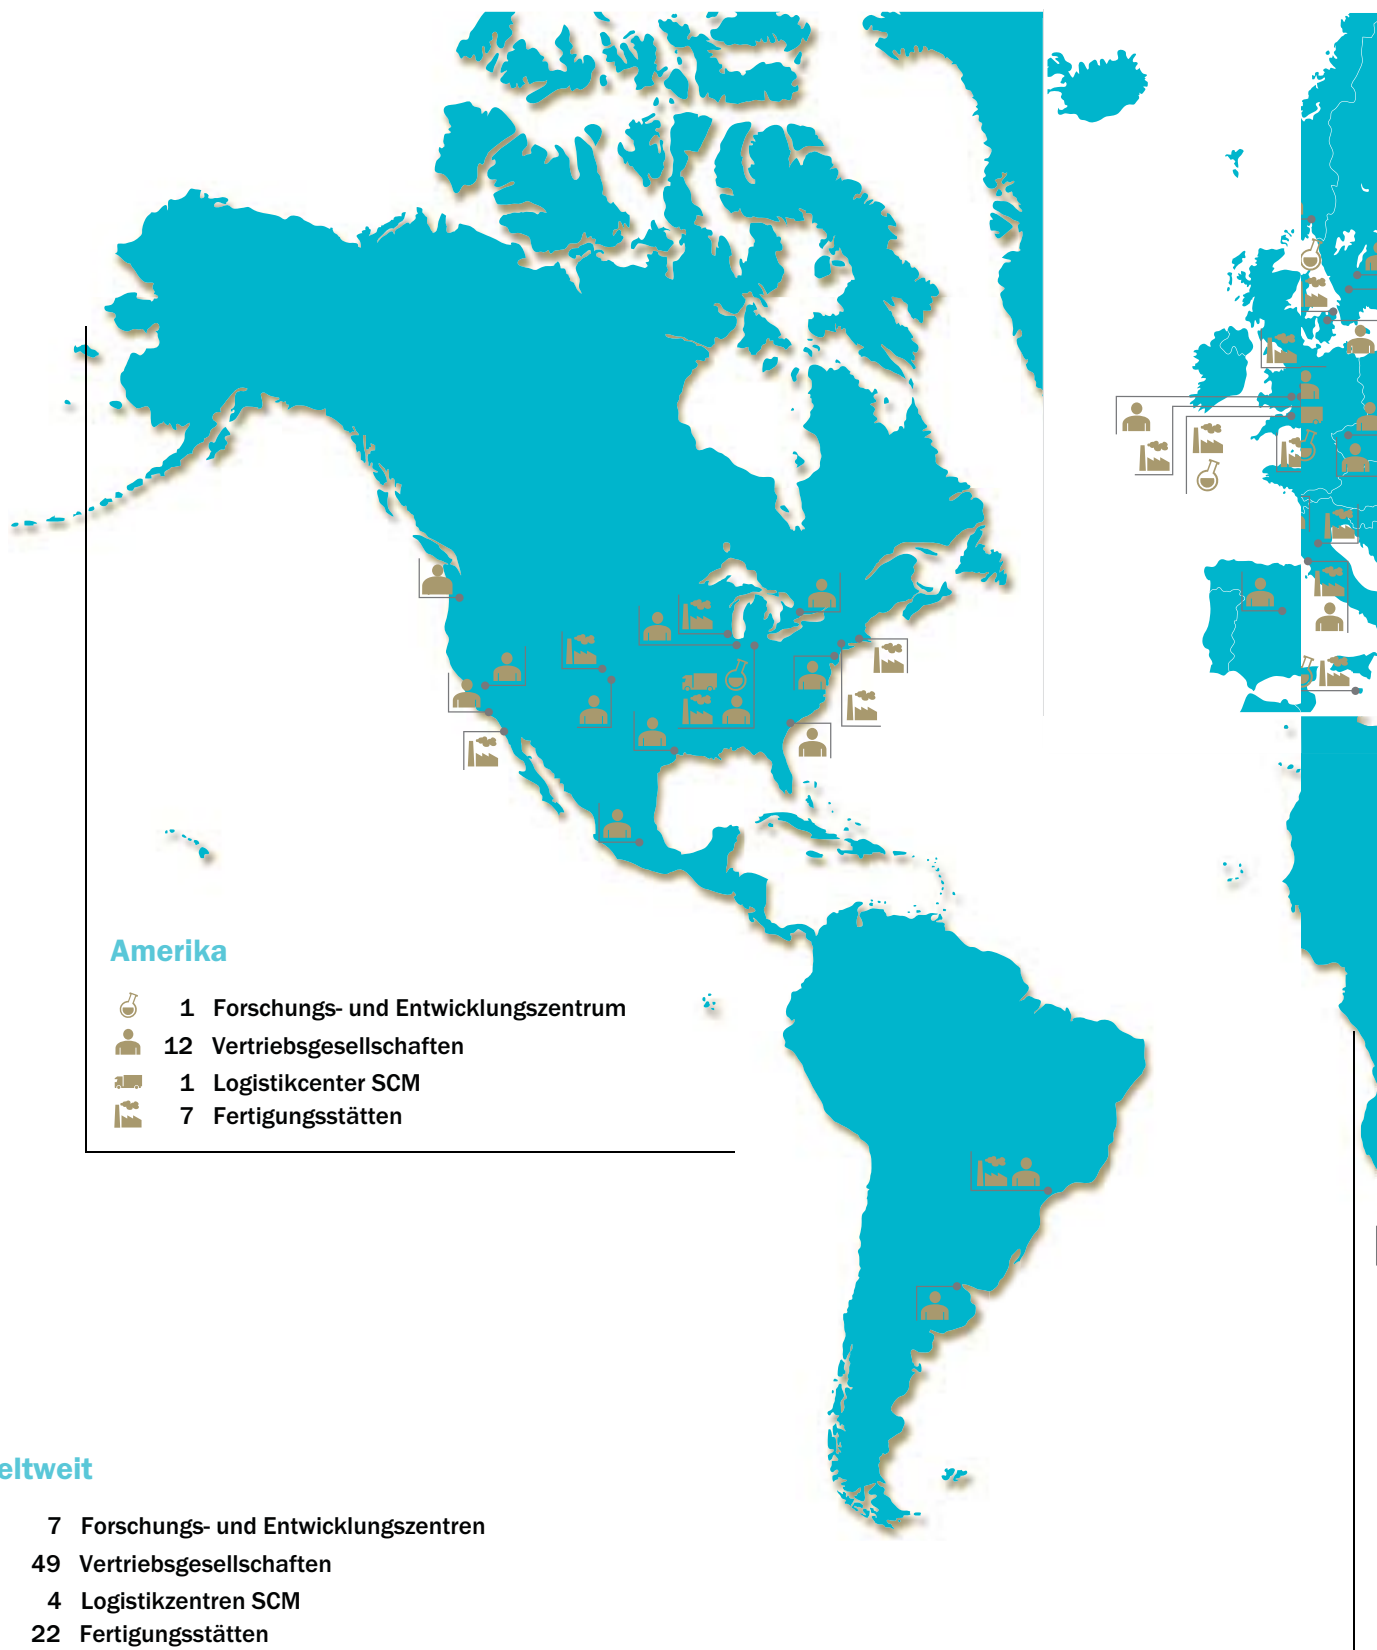 Amerika
1 Forschungs- und Entwicklungszentrum
12 Vertriebsgesellschaften
1 Logistikcenter SCM
7 Fertigungsstätten
eltweit
7 Forschungs- und Entwicklungszentren
49 Vertriebsgesellschaften
4 Logistikzentren SCM
22 Fertigungsstätten